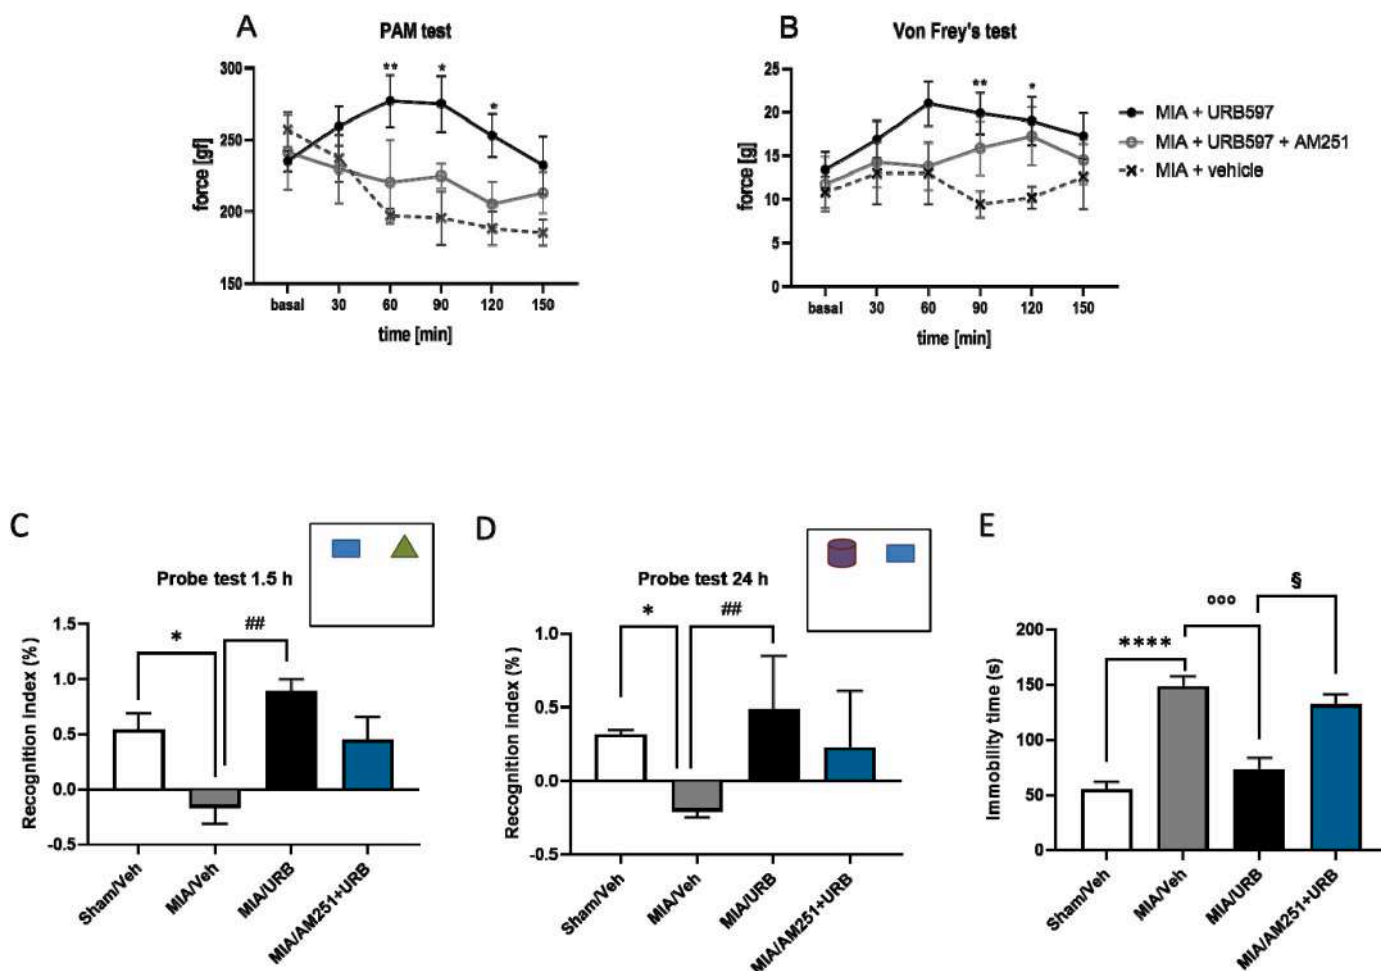 A
PAM test
300
250
200
150
force [gf]
**
*
*
basal 30 60 90 120 150
time [min]
B
Von Frey's test
25
20
15
10
5
0
force [g]
**
*
basal 30 60 90 120 150
time [min]
MIA + URB597
MIA + URB597 + AM251
MIA + vehicle
C
Probe test 1.5 h
1.5
1.0
0.5
0.0
-0.5
Recognition index (%)
*
##
Sham/Veh
MIA/Veh
MIA/URB
MIA/AM251+URB
D
Probe test 24 h
1.0
0.5
0.0
-0.5
Recognition index (%)
*
##
Sham/Veh
MIA/Veh
MIA/URB
MIA/AM251+URB
E
200
150
100
50
0
Immobility time (s)
****
°°°
§
Sham/Veh
MIA/Veh
MIA/URB
MIA/AM251+URB